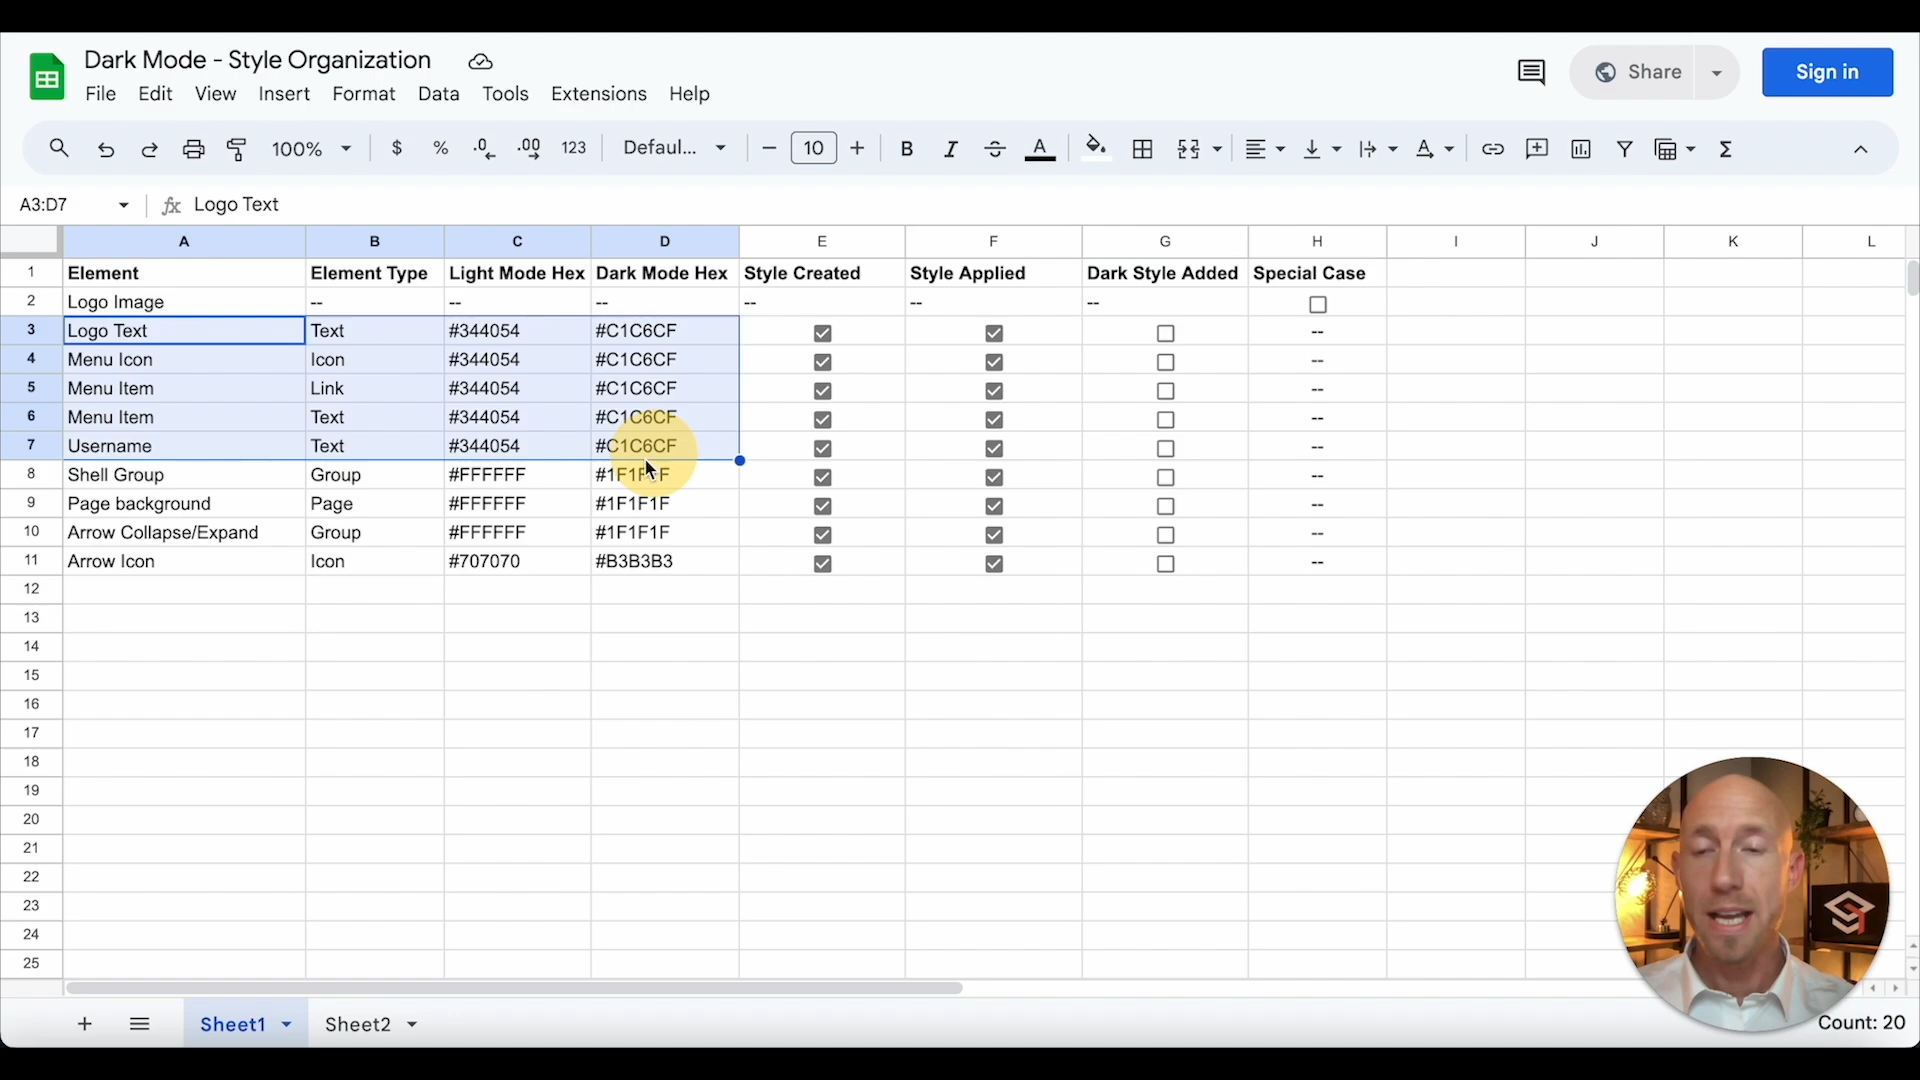 Dark Mode - Style Organization
Share
Sign in
File Edit View Insert Format Data Tools Extensions Help
100% $ % .0 .00 123 Defaul... 10 B I A A Σ
A3:D7 fx Logo Text
A B C D E F G H I J K L
1 Element Element Type Light Mode Hex Dark Mode Hex Style Created Style Applied Dark Style Added Special Case
2 Logo Image -- -- -- -- -- --
3 Logo Text Text #344054 #C1C6CF --
4 Menu Icon Icon #344054 #C1C6CF --
5 Menu Item Link #344054 #C1C6CF --
6 Menu Item Text #344054 #C1C6CF --
7 Username Text #344054 #C1C6CF --
8 Shell Group Group #FFFFFF #1F1F1F --
9 Page background Page #FFFFFF #1F1F1F --
10 Arrow Collapse/Expand Group #FFFFFF #1F1F1F --
11 Arrow Icon Icon #707070 #B3B3B3 --
12
13
14
15
16
17
18
19
20
21
22
23
24
25
Sheet1 Sheet2 Count: 20